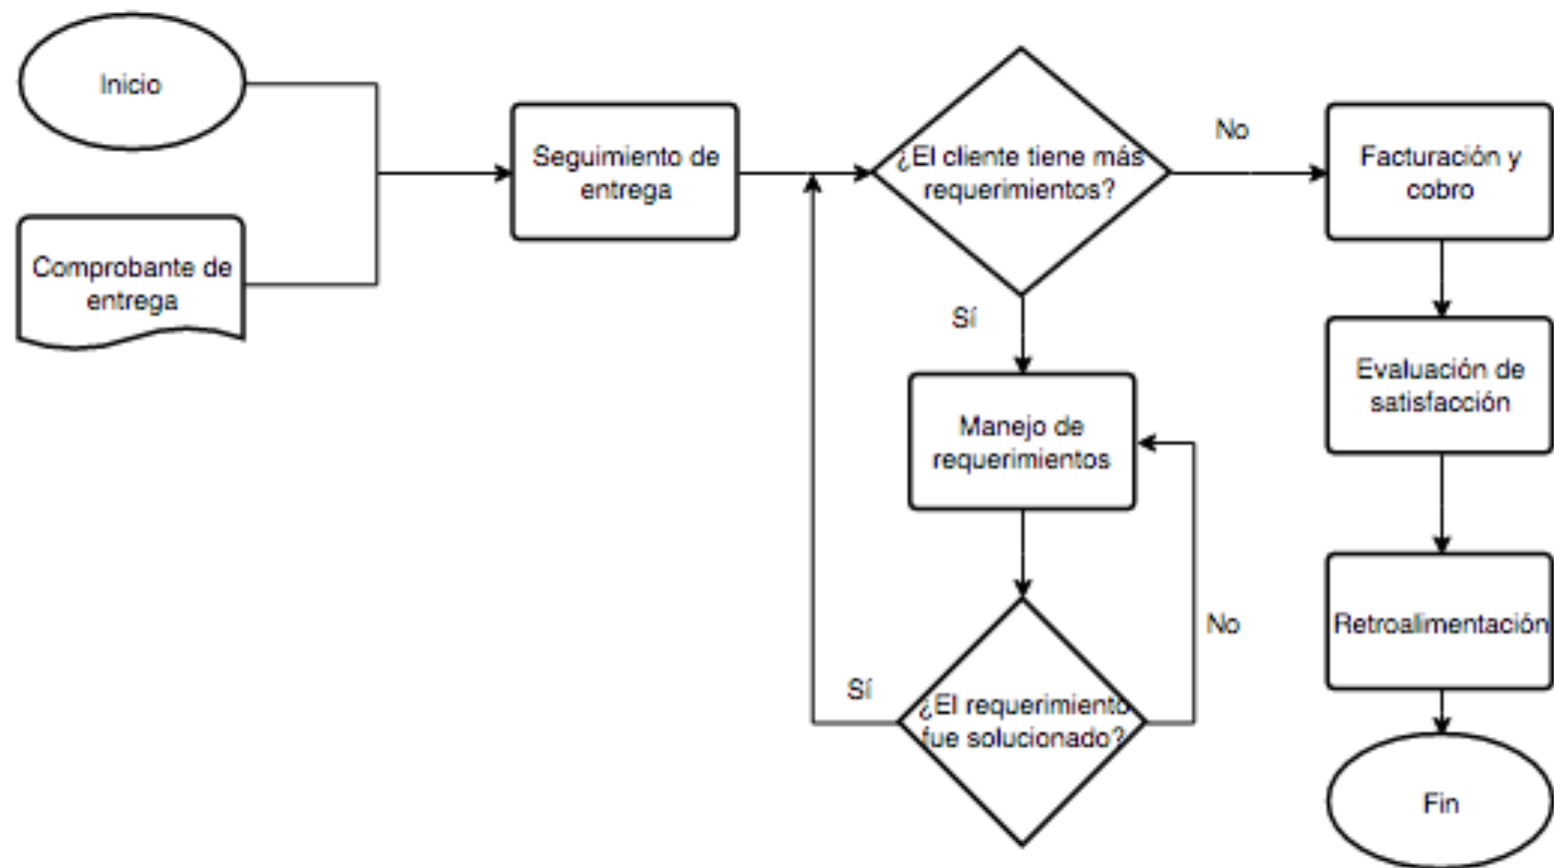 Inicio
Comprobante de
entrega
Seguimiento de
entrega
¿El cliente tiene más
requerimientos?
No
Sí
Manejo de
requerimientos
¿El requerimiento
fue solucionado?
Sí
No
Facturación y
cobro
Evaluación de
satisfacción
Retroalimentación
Fin